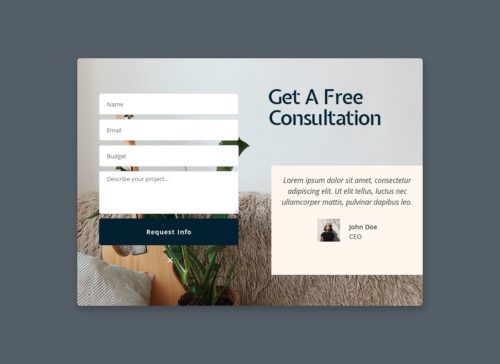 Get A Free
Consultation
Name
Email
Budget
Describe your project...
Request Info
Lorem ipsum dolor sit amet, consectetur
adipiscing elit. Ut elit tellus, luctus nec
ullamcorper mattis, pulvinar dapibus leo.
John Doe
CEO